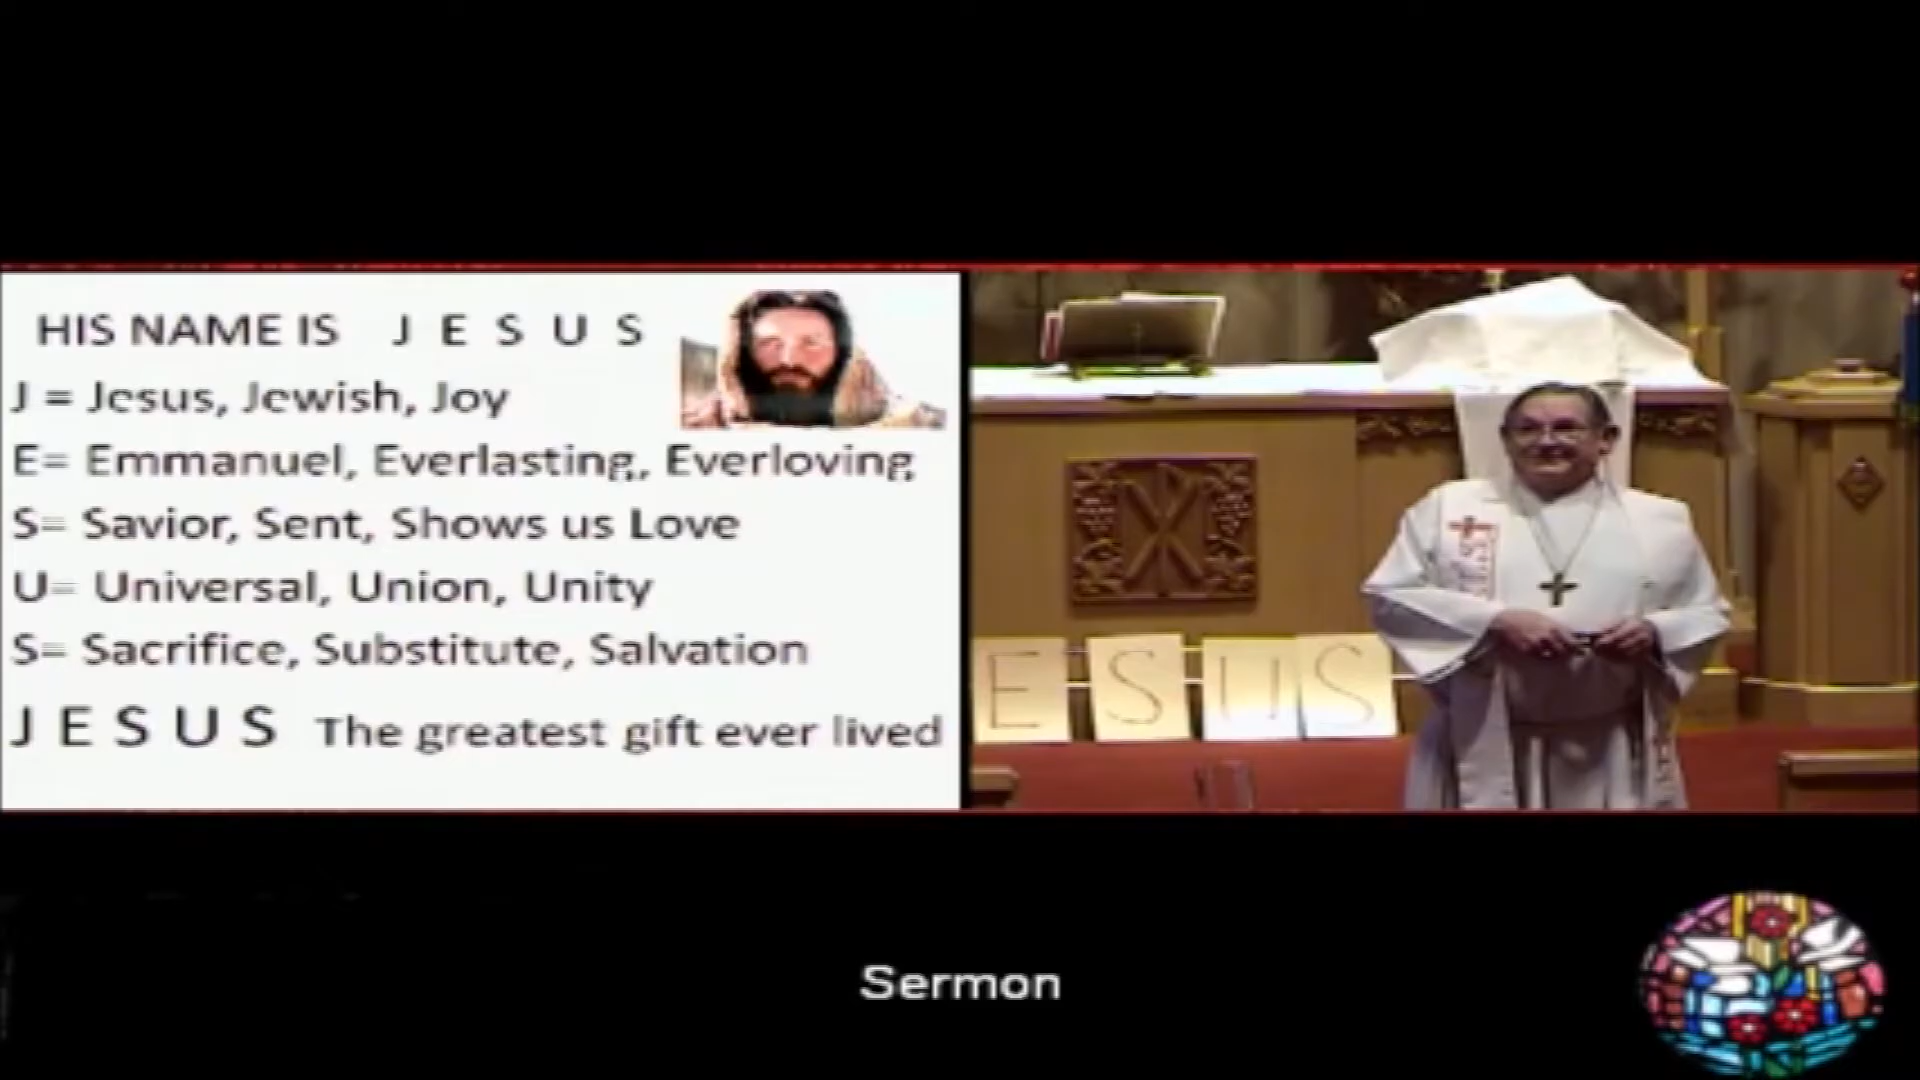 HIS NAME IS J E S U S
J = Jesus, Jewish, Joy
E= Emmanuel, Everlasting, Everloving
S= Savior, Sent, Shows us Love
U= Universal, Union, Unity
S= Sacrifice, Substitute, Salvation
J E S U S The greatest gift ever lived
E S U S
Sermon